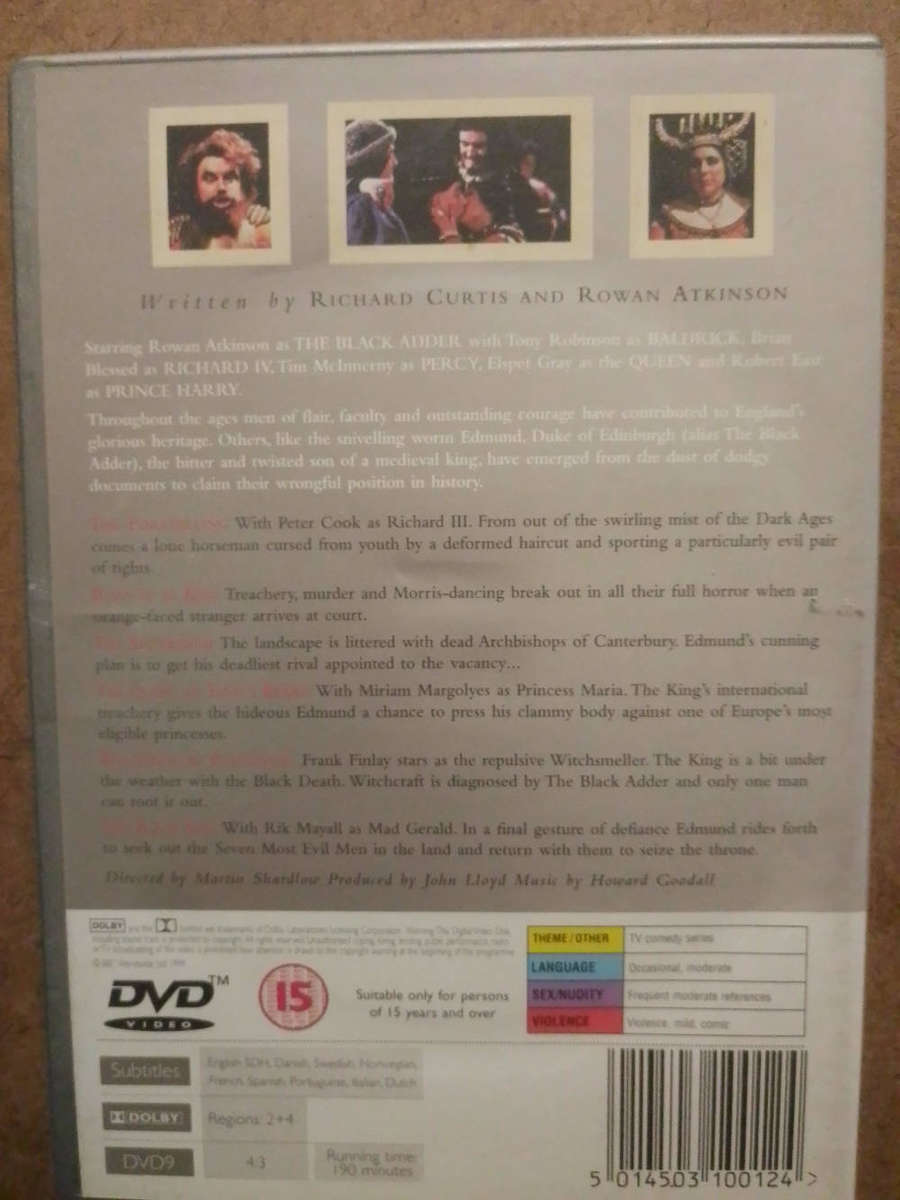 Written by RICHARD CURTIS AND ROWAN ATKINSON
Starring Rowan Atkinson as THE BLACK ADDER with Tony Robinson as BALDRICK, Brian
Blessed as RICHARD IV, Tim McInnerny as PERCY, Elspet Gray as the QUEEN and Robert East
as PRINCE HARRY.
Throughout the ages men of flair, faculty and outstanding courage have contributed to England's
glorious heritage. Others, like the snivelling worm Edmund, Duke of Edinburgh (alias The Black
Adder), the bitter and twisted son of a medieval king, have emerged from the dust of dodgy
documents to claim their wrongful position in history.
With Peter Cook as Richard III. From out of the swirling mist of the Dark Ages
comes a lone horseman cursed from youth by a deformed haircut and sporting a particularly evil pair
of tights.
Treachery, murder and Morris-dancing break out in all their full horror when an
orange-faced stranger arrives at court.
The landscape is littered with dead Archbishops of Canterbury. Edmund's cunning
plan is to get his deadliest rival appointed to the vacancy...
With Miriam Margolyes as Princess Maria. The King's international
treachery gives the hideous Edmund a chance to press his clammy body against one of Europe's most
eligible princesses.
Frank Finlay stars as the repulsive Witchsmeller. The King is a bit under
the weather with the Black Death. Witchcraft is diagnosed by The Black Adder and only one man
can root it out.
With Rik Mayall as Mad Gerald. In a final gesture of defiance Edmund rides forth
to seek out the Seven Most Evil Men in the land and return with them to seize the throne.
Directed by Martin Shardlow Produced by John Lloyd Music by Howard Goodall
DOLBY
DVD TM
VIDEO
15
Suitable only for persons
of 15 years and over
THEME/OTHER TV comedy series
LANGUAGE Occasional, moderate
SEX/NUDITY Frequent moderate references
VIOLENCE Violence, mild, comic
Subtitles English SDH, Danish, Swedish, Norwegian,
French, Spanish, Portuguese, Italian, Dutch
DOLBY Regions: 2+4
DVD9 4:3 Running time:
190 minutes
5 014503 100124 >